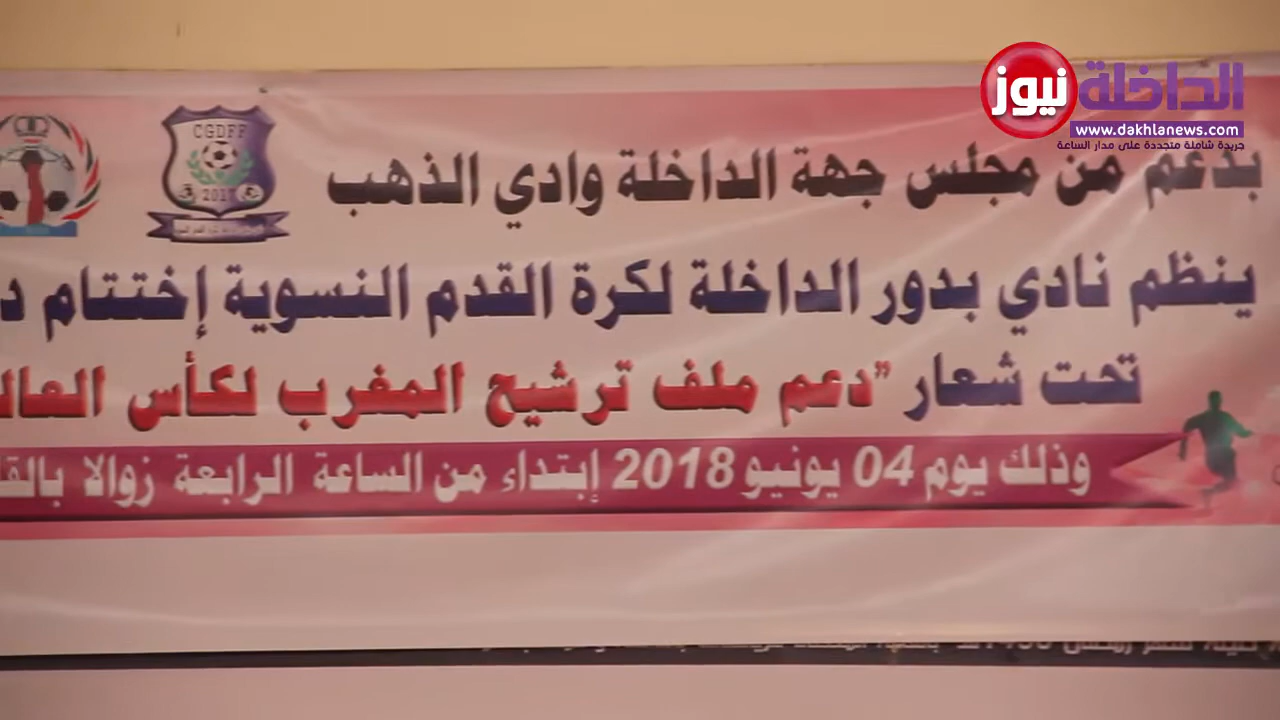 الداخلة نيوز
www.dakhlanews.com
جريدة شاملة متجددة على مدار الساعة
CGDFF
2017
بدعم من مجلس جهة الداخلة وادي الذهب
ينظم نادي بدور الداخلة لكرة القدم النسوية إختتام
تحت شعار "دعم ملف ترشيح المغرب لكأس العال
وذلك يوم 04 يونيو 2018 إبتداء من الساعة الرابعة زوالا